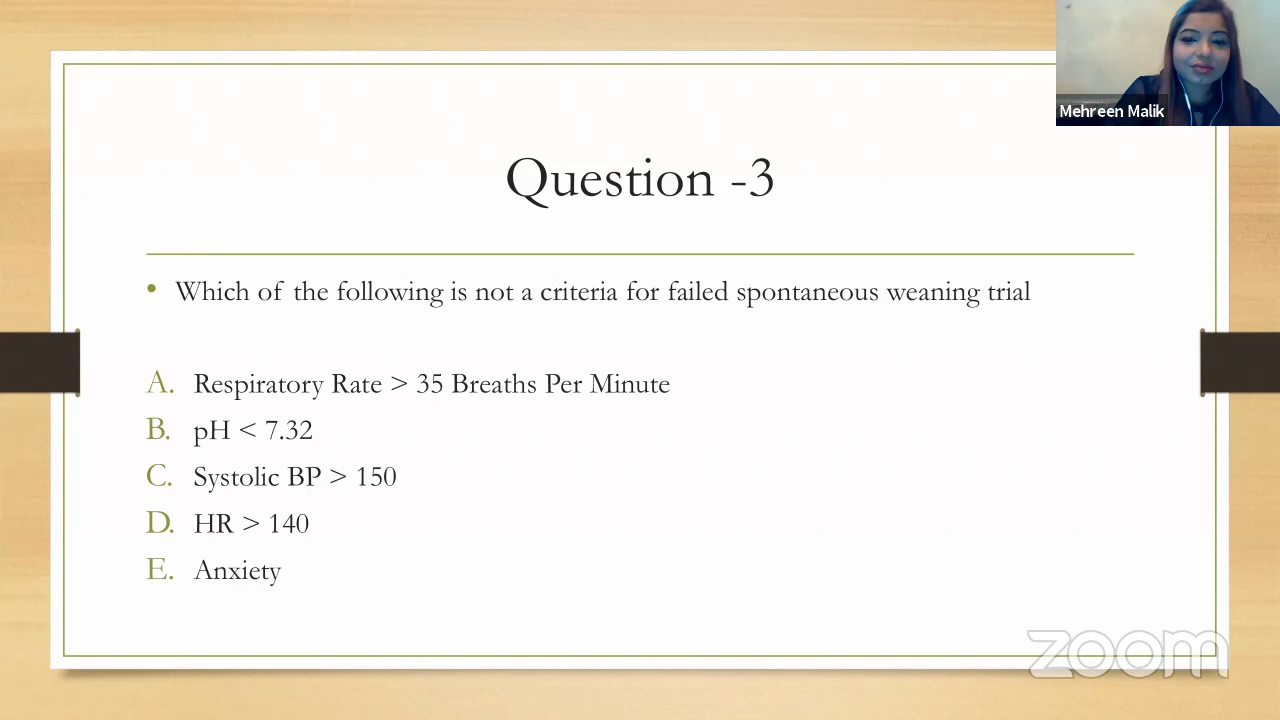 Mehreen Malik
Question -3
• Which of the following is not a criteria for failed spontaneous weaning trial
A. Respiratory Rate > 35 Breaths Per Minute
B. pH < 7.32
C. Systolic BP > 150
D. HR > 140
E. Anxiety
zoom